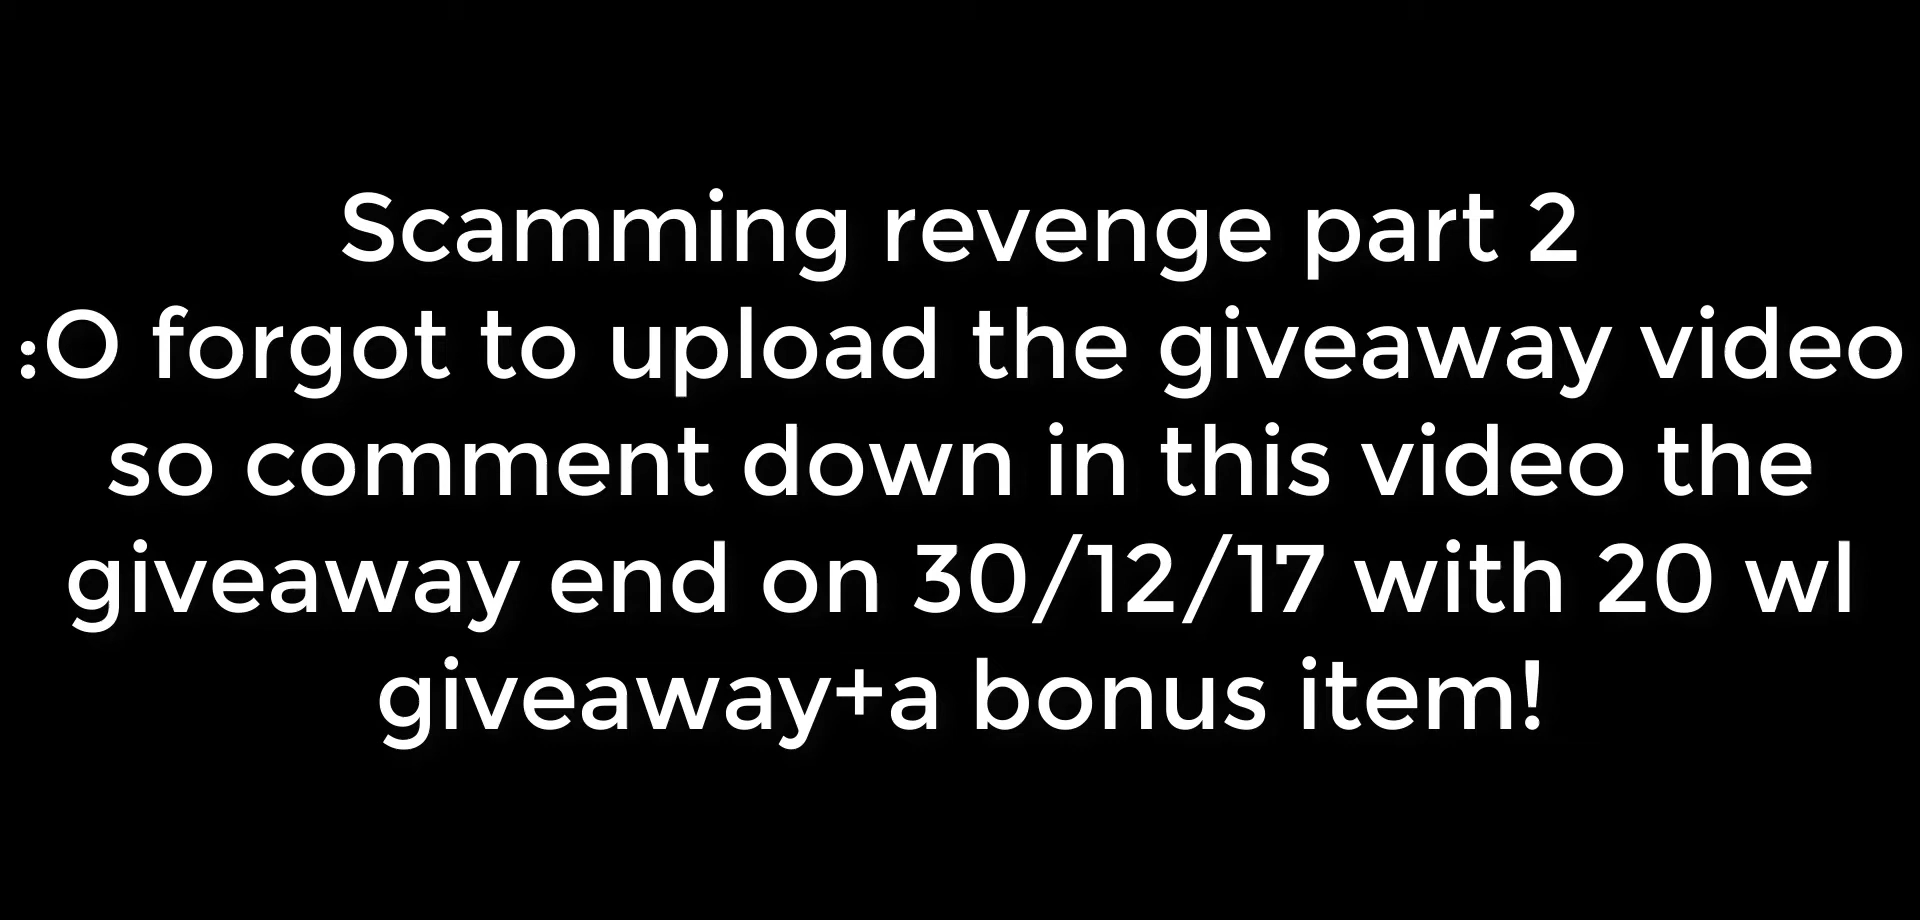 Scamming revenge part 2
:O forgot to upload the giveaway video
so comment down in this video the
giveaway end on 30/12/17 with 20 wl
giveaway+a bonus item!